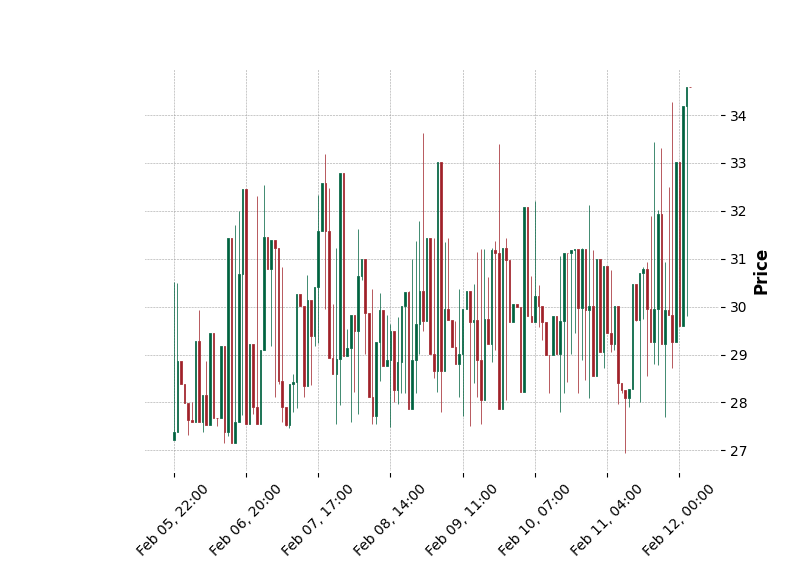 34
33
32
31
30
29
28
27
Price
Feb 05, 22:00
Feb 06, 20:00
Feb 07, 17:00
Feb 08, 14:00
Feb 09, 11:00
Feb 10, 07:00
Feb 11, 04:00
Feb 12, 00:00